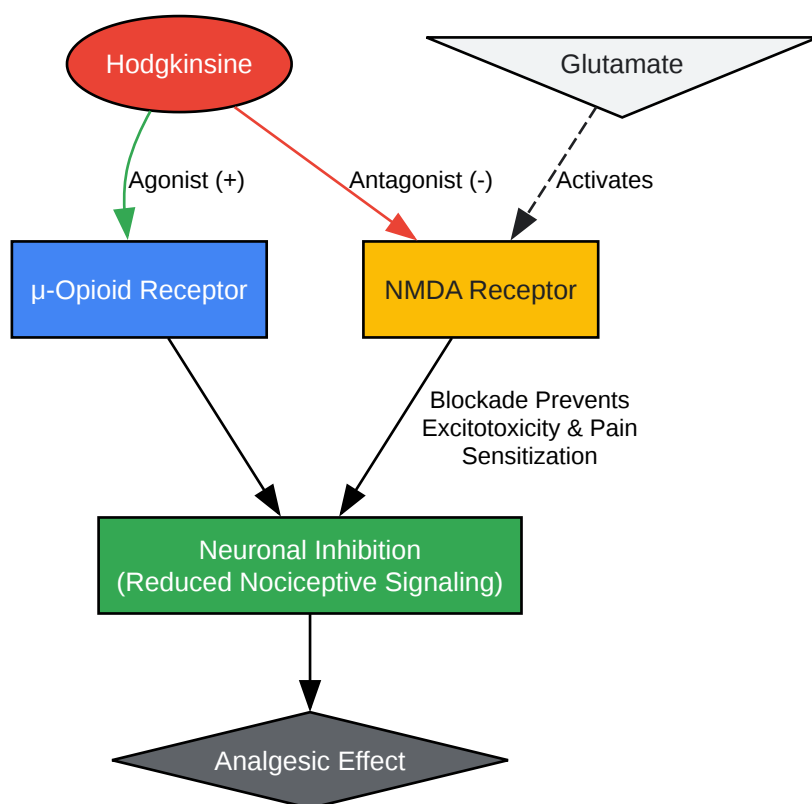 Hodgkinsine
Glutamate
Agonist (+)
Antagonist (-)
Activates
μ-Opioid Receptor
NMDA Receptor
Blockade Prevents
Excitotoxicity & Pain
Sensitization
Neuronal Inhibition
(Reduced Nociceptive Signaling)
Analgesic Effect